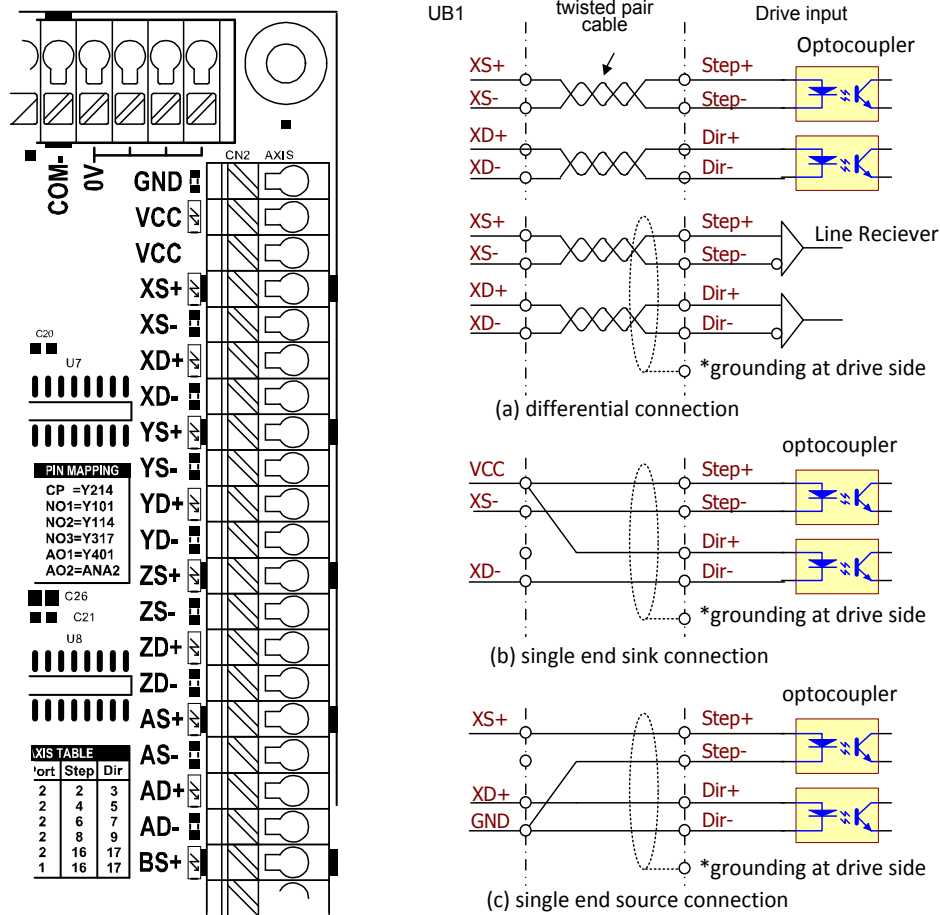 COM-
0V
CN2 AXIS
GND
VCC
VCC
XS+
XS-
XD+
XD-
YS+
YS-
YD+
YD-
ZS+
ZS-
ZD+
ZD-
AS+
AS-
AD+
AD-
BS+
C20
U7
PIN MAPPING
CP =Y214
NO1=Y101
NO2=Y114
NO3=Y317
AO1=Y401
AO2=ANA2
C26
C21
U8
AXIS TABLE
Port Step Dir
2 2 3
2 4 5
2 6 7
2 8 9
2 16 17
1 16 17
UB1
twisted pair
cable
Drive input
Optocoupler
XS+ Step+
XS- Step-
XD+ Dir+
XD- Dir-
XS+ Step+
XS- Step-
Line Reciever
XD+ Dir+
XD- Dir-
*grounding at drive side
(a) differential connection
optocoupler
VCC Step+
XS- Step-
Dir+
XD- Dir-
*grounding at drive side
(b) single end sink connection
optocoupler
XS+ Step+
Step-
XD+ Dir+
GND Dir-
*grounding at drive side
(c) single end source connection